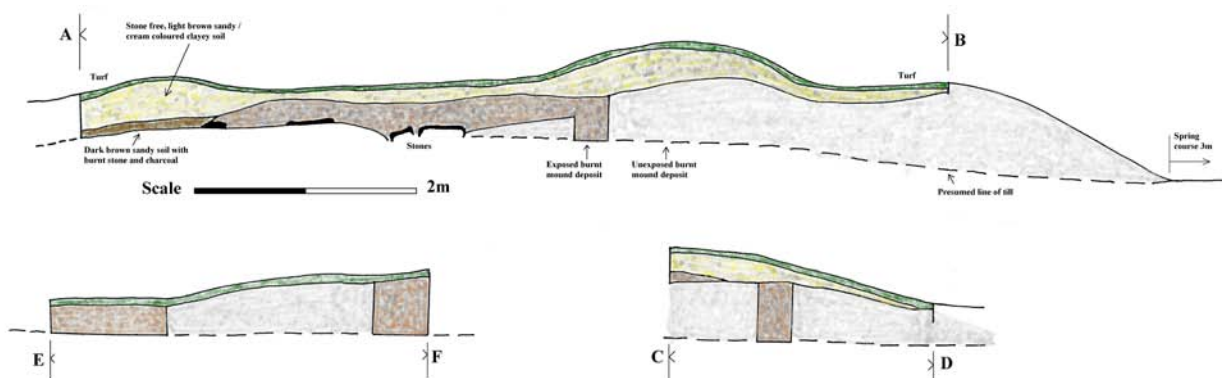 A
Stone free, light brown sandy /
cream coloured clayey soil
B
Turf
Turf
Dark brown sandy soil with
burnt stone and charcoal
Stones
Exposed burnt
mound deposit
Unexposed burnt
mound deposit
Presumed line of till
Spring
course 3m
Scale
2m
E
F
C
D